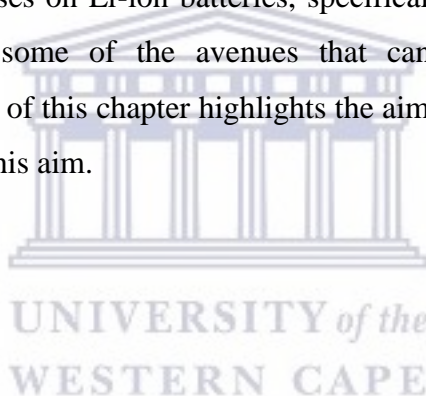 ses on Li-ion batteries, specifical
some of the avenues that can
of this chapter highlights the aim
his aim.
UNIVERSITY of the
WESTERN CAPE